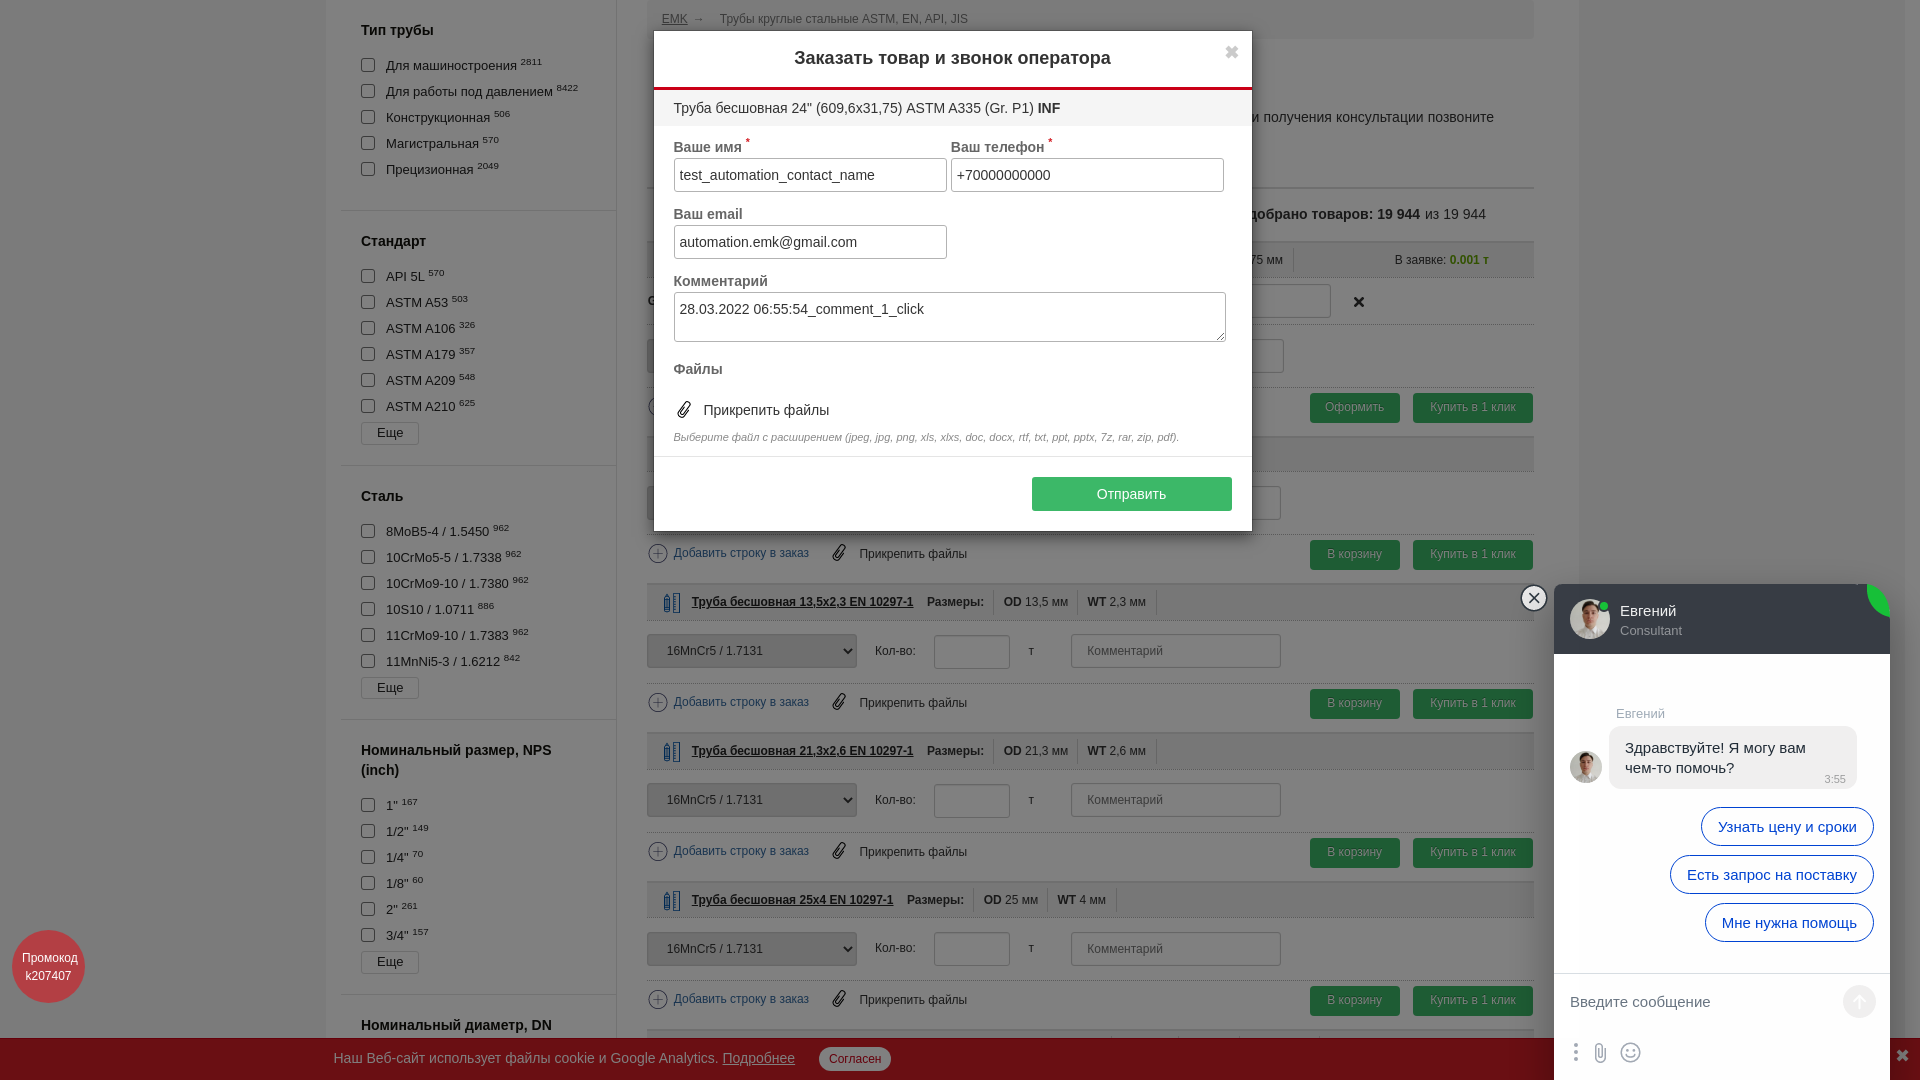 Тип трубы
Для машиностроения 2811
Для работы под давлением 8422
Конструкционная 506
Магистральная 570
Прецизионная 2049
Стандарт
API 5L 570
ASTM A53 503
ASTM A106 326
ASTM A179 357
ASTM A209 548
ASTM A210 625
Еще
Сталь
8MoB5-4 / 1.5450 962
10CrMo5-5 / 1.7338 962
10CrMo9-10 / 1.7380 962
10S10 / 1.0711 886
11CrMo9-10 / 1.7383 962
11MnNi5-3 / 1.6212 842
Еще
Номинальный размер, NPS
(inch)
1" 167
1/2" 149
1/4" 70
1/8" 60
2" 261
3/4" 157
Еще
Номинальный диаметр, DN
EMK → Трубы круглые стальные ASTM, EN, API, JIS
и получения консультации позвоните
добрано товаров: 19 944 из 19 944
75 мм В заявке: 0.001 т
Оформить Купить в 1 клик
Заказать товар и звонок оператора
Труба бесшовная 24" (609,6x31,75) ASTM A335 (Gr. P1) INF
Ваше имя * Ваш телефон *
test_automation_contact_name +70000000000
Ваш email
automation.emk@gmail.com
Комментарий
28.03.2022 06:55:54_comment_1_click
Файлы
Прикрепить файлы
Выберите файл с расширением (jpeg, jpg, png, xls, xlxs, doc, docx, rtf, txt, ppt, pptx, 7z, rar, zip, pdf).
Отправить
Добавить строку в заказ Прикрепить файлы В корзину Купить в 1 клик
Труба бесшовная 13,5x2,3 EN 10297-1 Размеры: OD 13,5 мм WT 2,3 мм
16MnCr5 / 1.7131 Кол-во: т Комментарий
Добавить строку в заказ Прикрепить файлы В корзину Купить в 1 клик
Труба бесшовная 21,3x2,6 EN 10297-1 Размеры: OD 21,3 мм WT 2,6 мм
16MnCr5 / 1.7131 Кол-во: т Комментарий
Добавить строку в заказ Прикрепить файлы В корзину Купить в 1 клик
Труба бесшовная 25x4 EN 10297-1 Размеры: OD 25 мм WT 4 мм
16MnCr5 / 1.7131 Кол-во: т Комментарий
Добавить строку в заказ Прикрепить файлы В корзину Купить в 1 клик
Промокод
k207407
Наш Веб-сайт использует файлы cookie и Google Analytics. Подробнее Согласен
Евгений
Consultant
Евгений
Здравствуйте! Я могу вам
чем-то помочь?
3:55
Узнать цену и сроки
Есть запрос на поставку
Мне нужна помощь
Введите сообщение